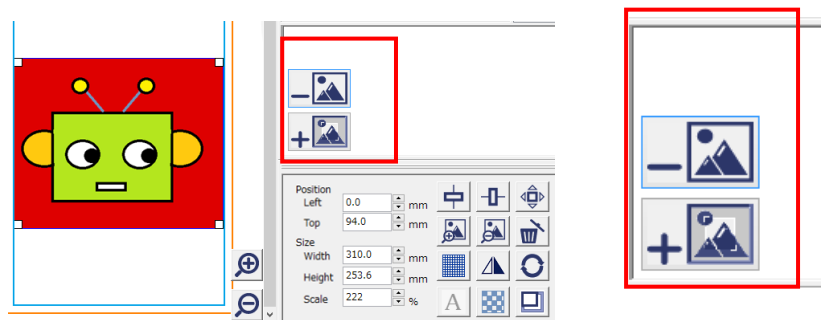 Position
Left 0.0 mm
Top 94.0 mm
Size
Width 310.0 mm
Height 253.6 mm
Scale 222 %
A
r
r